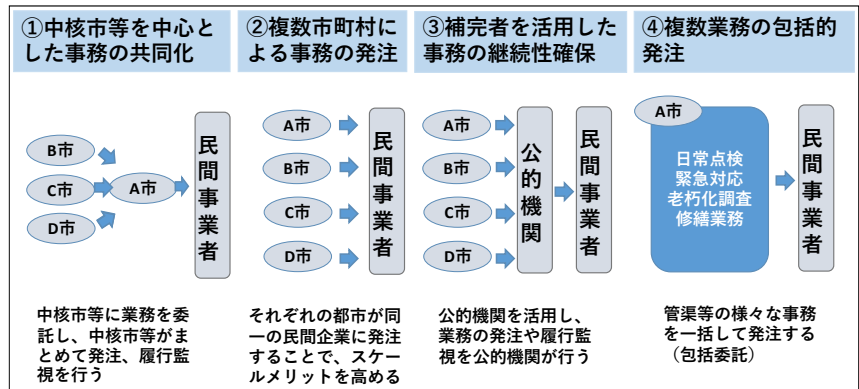 ①中核市等を中心と
した事務の共同化
B市
C市
D市
A市
民間事業者
中核市等に業務を委
託し、中核市等がま
とめて発注、履行監
視を行う
②複数市町村に
よる事務の発注
A市
B市
C市
D市
民間事業者
それぞれの都市が同
一の民間企業に発注
することで、スケー
ルメリットを高める
③補完者を活用した
事務の継続性確保
A市
B市
C市
D市
公的機関
民間事業者
公的機関を活用し、
業務の発注や履行監
視を公的機関が行う
④複数業務の包括的
発注
A市
日常点検
緊急対応
老朽化調査
修繕業務
民間事業者
管渠等の様々な事務
を一括して発注する
（包括委託）